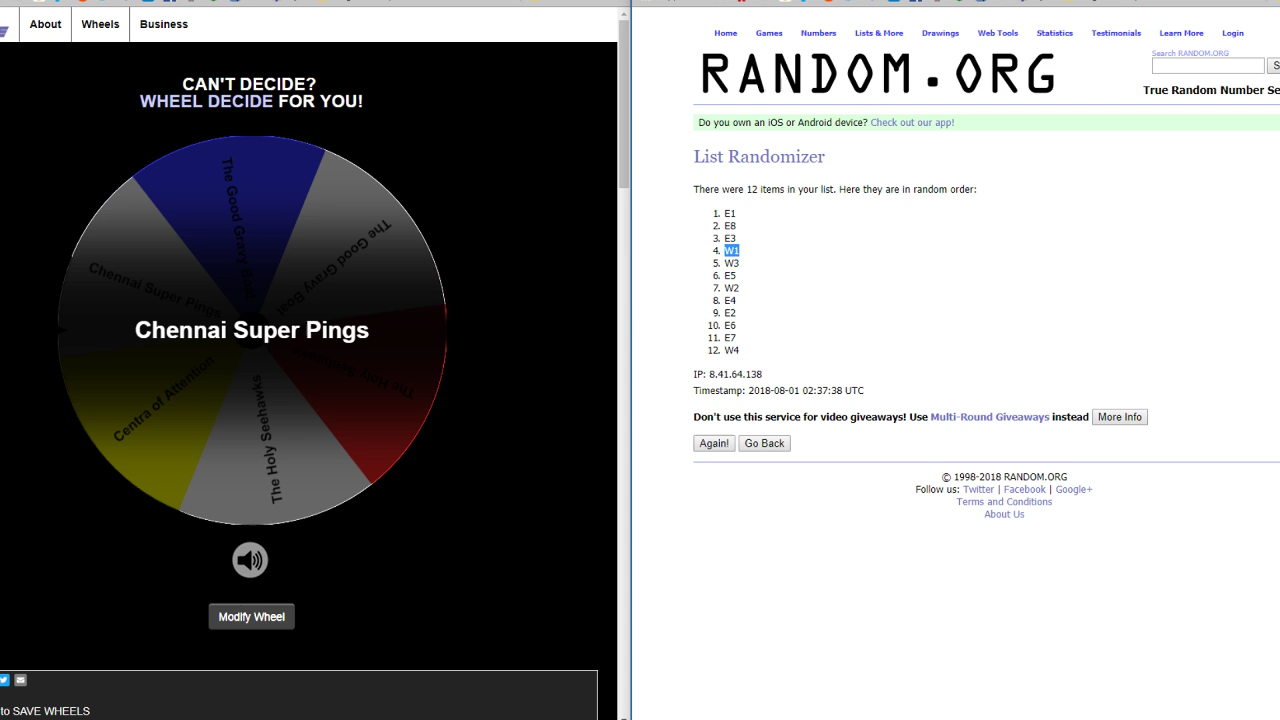 About
Wheels
Business
CAN'T DECIDE?
WHEEL DECIDE FOR YOU!
The Good Gravy Boat
The Good Gravy Boat
Chennai Super Pings
Chennai Super Pings
The Holy Seehawks
Centra of Attention
The Holy Seehawks
Modify Wheel
to SAVE WHEELS
Home Games Numbers Lists & More Drawings Web Tools Statistics Testimonials Learn More Login
RANDOM.ORG
Search RANDOM.ORG
True Random Number Se
Do you own an iOS or Android device? Check out our app!
List Randomizer
There were 12 items in your list. Here they are in random order:
1. E1
2. E8
3. E3
4. W1
5. W3
6. E5
7. W2
8. E4
9. E2
10. E6
11. E7
12. W4
IP: 8.41.64.138
Timestamp: 2018-08-01 02:37:38 UTC
Don't use this service for video giveaways! Use Multi-Round Giveaways instead More Info
Again! Go Back
© 1998-2018 RANDOM.ORG
Follow us: Twitter | Facebook | Google+
Terms and Conditions
About Us